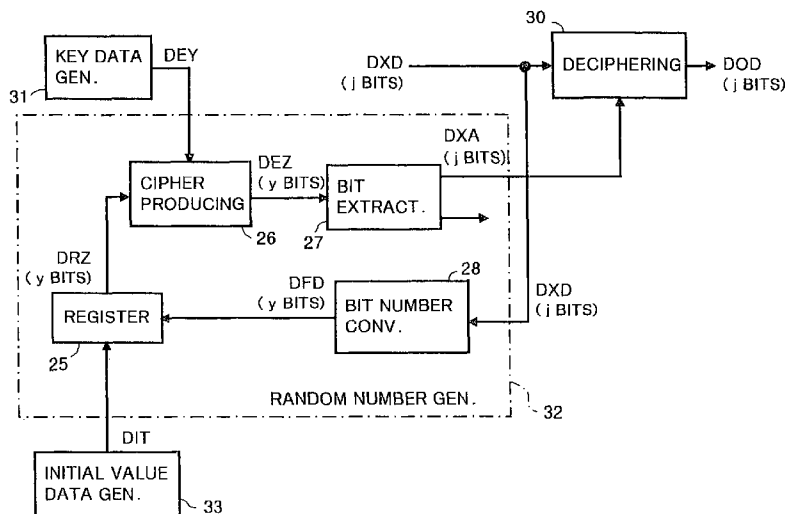 30
KEY DATA
GEN.
31
DEY
DXD
(j BITS)
DECIPHERING
DOD
(j BITS)
DXA
(j BITS)
CIPHER
PRODUCING
26
DEZ
(y BITS)
BIT
EXTRACT.
27
DRZ
(y BITS)
DFD
(y BITS)
28
BIT NUMBER
CONV.
DXD
(j BITS)
REGISTER
25
RANDOM NUMBER GEN.
32
DIT
INITIAL VALUE
DATA GEN.
33